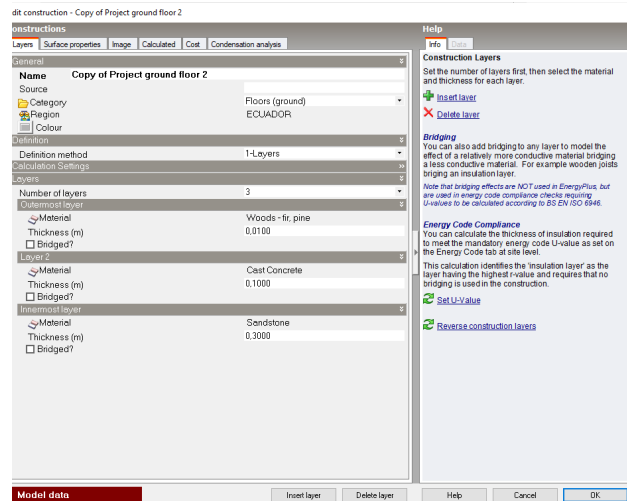 dit construction - Copy of Project ground floor 2
onstructions
Layers Surface properties Image Calculated Cost Condensation analysis
General
Name Copy of Project ground floor 2
Source
Category Floors (ground)
Region ECUADOR
Colour
Definition
Definition method 1-Layers
Calculation Settings
Layers
Number of layers 3
Outermost layer
Material Woods - fir, pine
Thickness (m) 0,0100
Bridged?
Layer 2
Material Cast Concrete
Thickness (m) 0,1000
Bridged?
Innermost layer
Material Sandstone
Thickness (m) 0,3000
Bridged?
Model data
Insert layer Delete layer Help Cancel OK
Help
Info Data
Construction Layers
Set the number of layers first, then select the material
and thickness for each layer.
Insert layer
Delete layer
Bridging
You can also add bridging to any layer to model the
effect of a relatively more conductive material bridging
a less conductive material. For example wooden joists
briging an insulation layer.
Note that bridging effects are NOT used in EnergyPlus, but
are used in energy code compliance checks requiring
U-values to be calculated according to BS EN ISO 6946.
Energy Code Compliance
You can calculate the thickness of insulation required
to meet the mandatory energy code U-value as set on
the Energy Code tab at site level.
This calculation identifies the 'insulation layer' as the
layer having the highest r-value and requires that no
bridging is used in the construction.
Set U-Value
Reverse construction layers